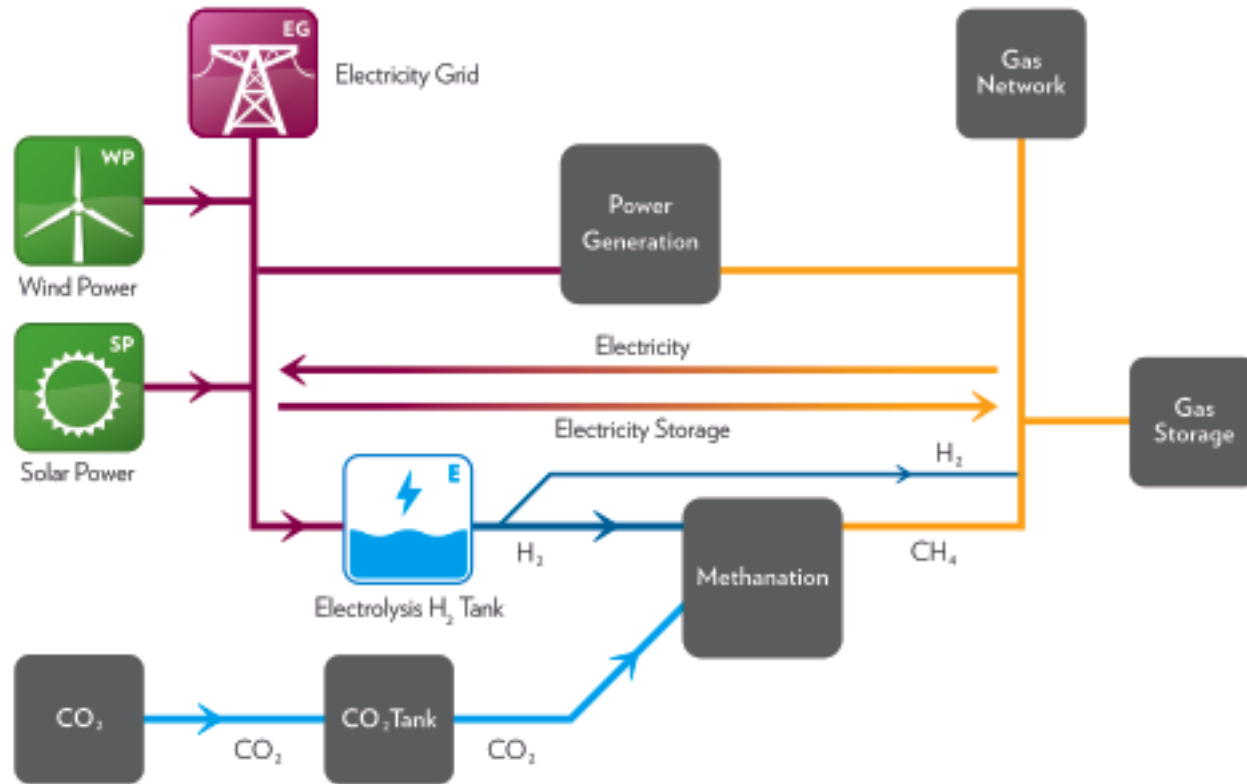 EG
Electricity Grid
Gas
Network
WP
Wind Power
Power
Generation
SP
Solar Power
Electricity
Electricity Storage
Gas
Storage
H₂
E
H₂
CH₄
Electrolysis H₂ Tank
Methanation
CO₂
CO₂
CO₂Tank
CO₂